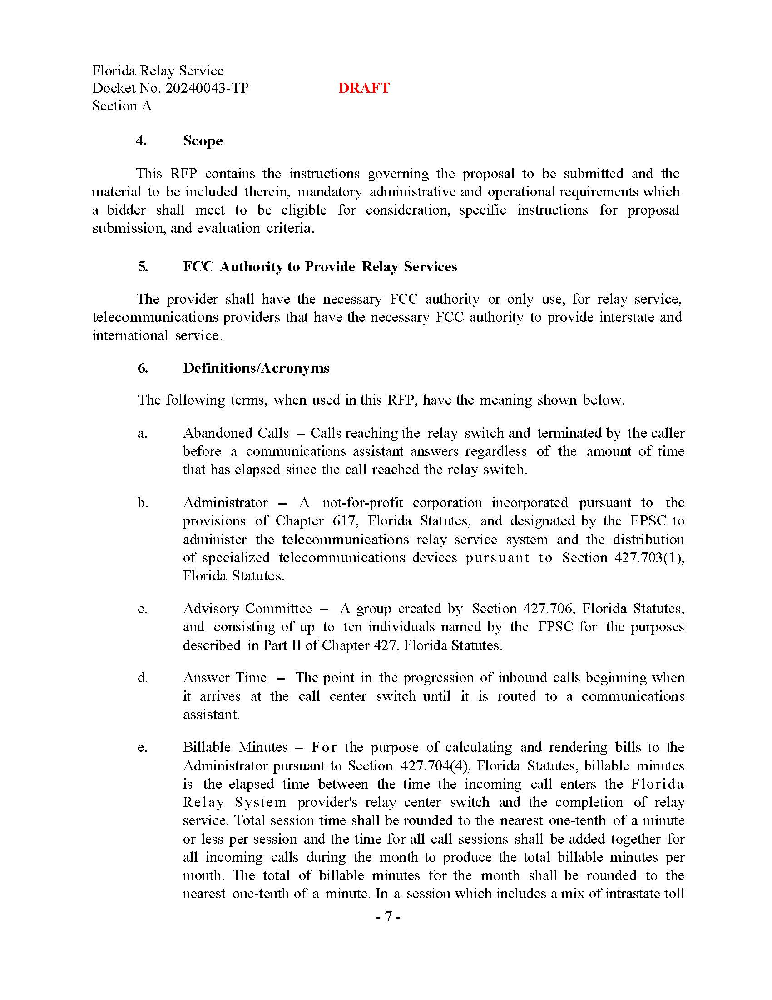 Florida Relay Service
Docket No. 20240043-TP DRAFT
Section A
4. Scope
This RFP contains the instructions governing the proposal to be submitted and the
material to be included therein, mandatory administrative and operational requirements which
a bidder shall meet to be eligible for consideration, specific instructions for proposal
submission, and evaluation criteria.
5. FCC Authority to Provide Relay Services
The provider shall have the necessary FCC authority or only use, for relay service,
telecommunications providers that have the necessary FCC authority to provide interstate and
international service.
6. Definitions/Acronyms
The following terms, when used in this RFP, have the meaning shown below.
a. Abandoned Calls – Calls reaching the relay switch and terminated by the caller
before a communications assistant answers regardless of the amount of time
that has elapsed since the call reached the relay switch.
b. Administrator – A not-for-profit corporation incorporated pursuant to the
provisions of Chapter 617, Florida Statutes, and designated by the FPSC to
administer the telecommunications relay service system and the distribution
of specialized telecommunications devices pursuant to Section 427.703(1),
Florida Statutes.
c. Advisory Committee – A group created by Section 427.706, Florida Statutes,
and consisting of up to ten individuals named by the FPSC for the purposes
described in Part II of Chapter 427, Florida Statutes.
d. Answer Time – The point in the progression of inbound calls beginning when
it arrives at the call center switch until it is routed to a communications
assistant.
e. Billable Minutes – For the purpose of calculating and rendering bills to the
Administrator pursuant to Section 427.704(4), Florida Statutes, billable minutes
is the elapsed time between the time the incoming call enters the Florida
Relay System provider's relay center switch and the completion of relay
service. Total session time shall be rounded to the nearest one-tenth of a minute
or less per session and the time for all call sessions shall be added together for
all incoming calls during the month to produce the total billable minutes per
month. The total of billable minutes for the month shall be rounded to the
nearest one-tenth of a minute. In a session which includes a mix of intrastate toll
- 7 -